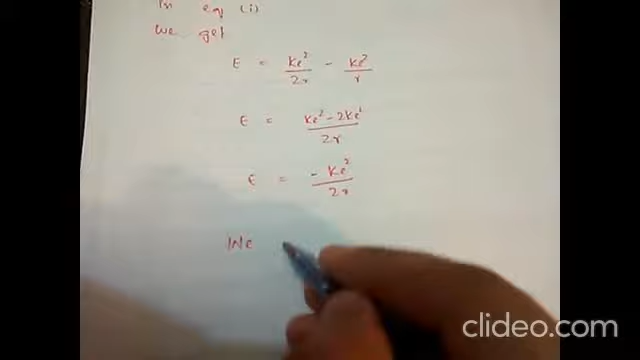 In eq (i)
We get
E = ke²/2r - ke²/r
E = ke² - 2ke²/2r
E = - ke²/2r
We
clideo.com